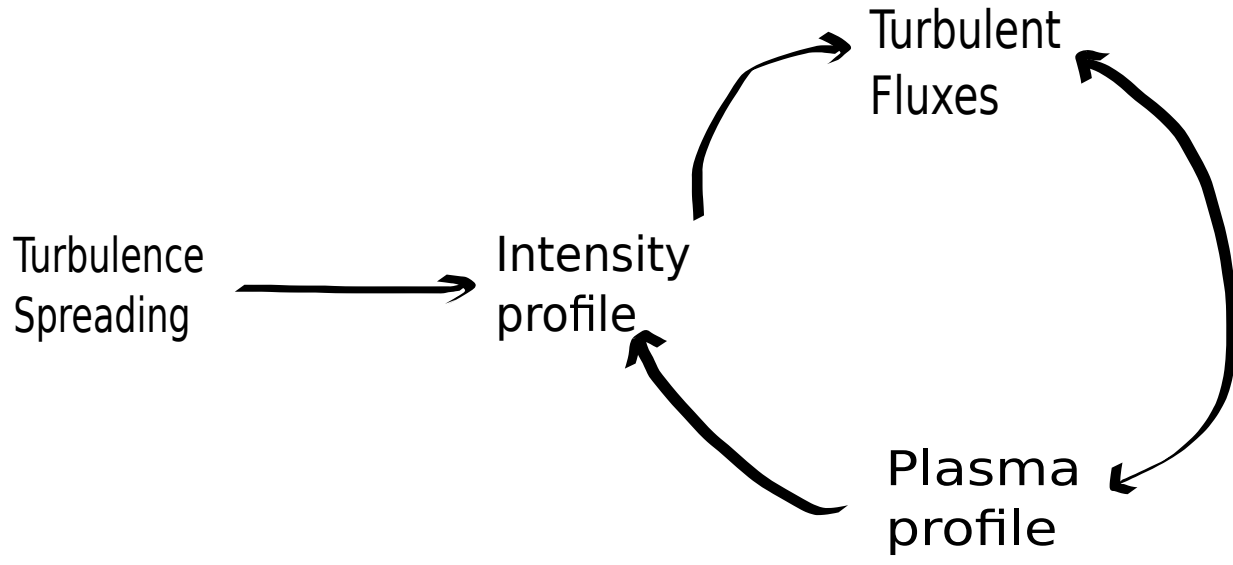 Turbulent
Fluxes
Turbulence
Spreading
Intensity
profile
Plasma
profile